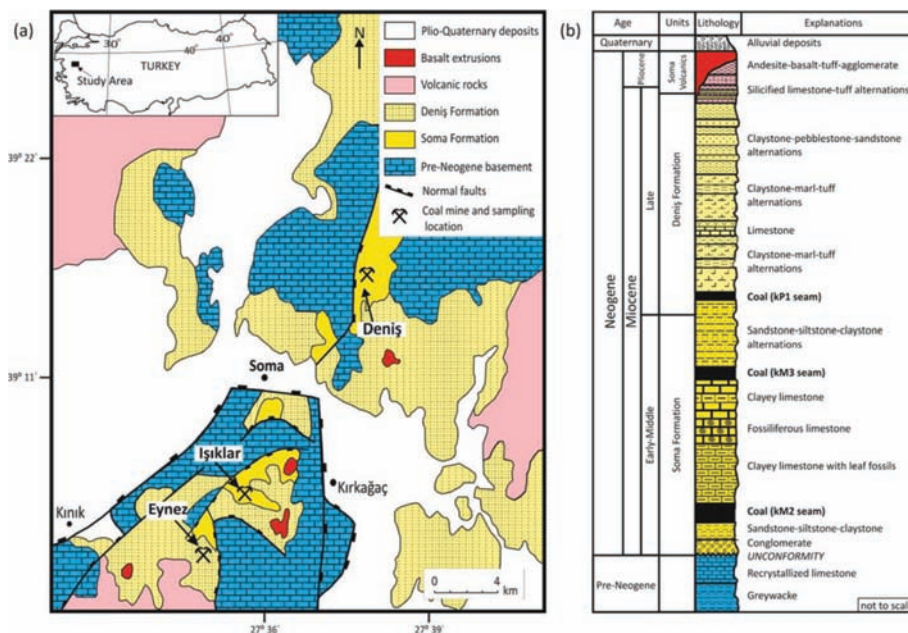 (a)
30°
40°
TURKEY
Study Area
40°
30°
40°
N
Plio-Quaternary deposits
Basalt extrusions
Volcanic rocks
Deniş Formation
Soma Formation
Pre-Neogene basement
Normal faults
Coal mine and sampling
location
39° 22'
Deniş
Soma
39° 11'
Işıklar
Kırkağaç
Eynez
Kınık
0 4
km
27° 36'
27° 39'
(b)
Age
Units
Lithology
Explanations
Quaternary
Alluvial deposits
Neogene
Miocene
Pliocene
Soma
Volcanics
Andesite-basalt-tuff-agglomerate
Silicified limestone-tuff alternations
Late
Deniş Formation
Claystone-pebblestone-sandstone
alternations
Claystone-marl-tuff
alternations
Limestone
Claystone-marl-tuff
alternations
Coal (kP1 seam)
Early-Middle
Soma Formation
Sandstone-siltstone-claystone
alternations
Coal (kM3 seam)
Clayey limestone
Fossiliferous limestone
Clayey limestone with leaf fossils
Coal (kM2 seam)
Sandstone-siltstone-claystone
Conglomerate
UNCONFORMITY
Pre-Neogene
Recrystallized limestone
Greywacke
not to scale